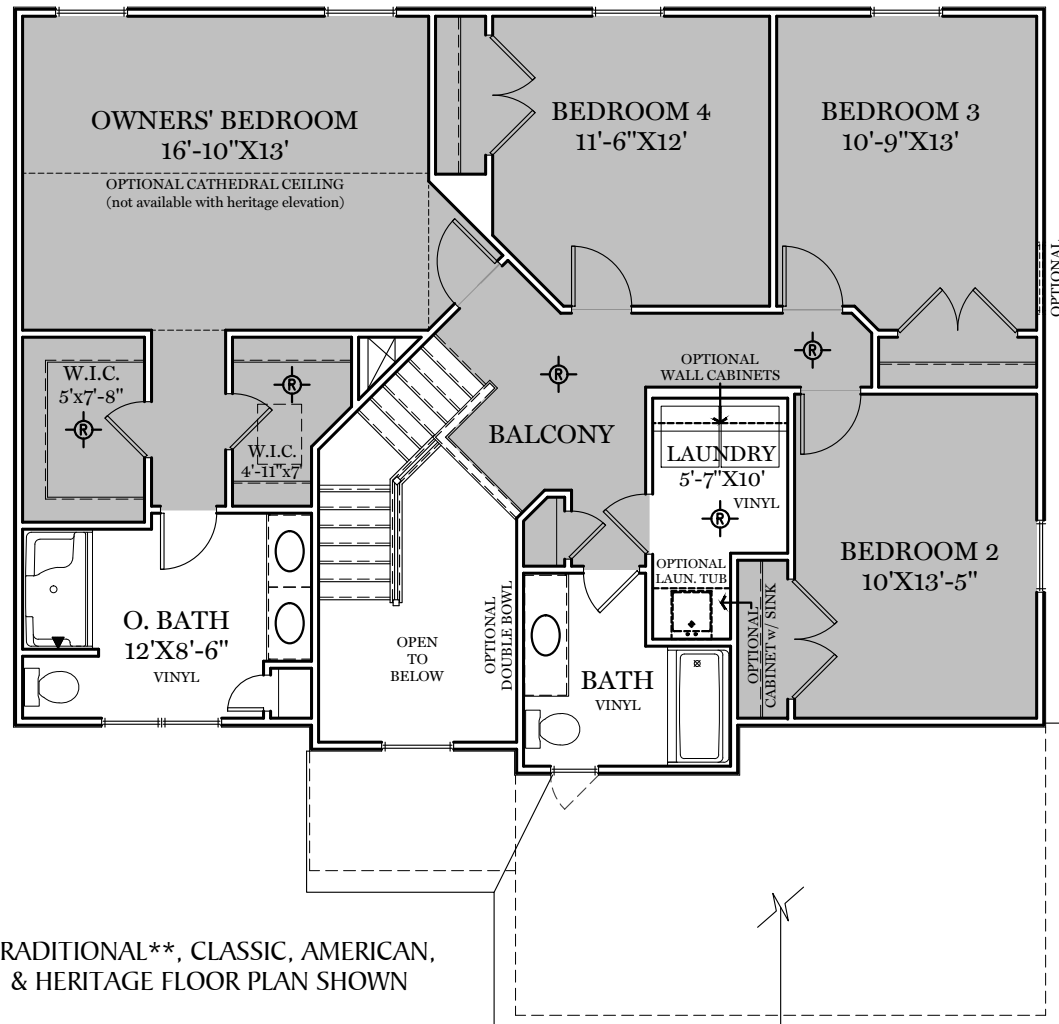 OWNERS' BEDROOM
16'-10"X13'
OPTIONAL CATHEDRAL CEILING
(not available with heritage elevation)
BEDROOM 4
11'-6"X12'
BEDROOM 3
10'-9"X13'
OPTIONAL
W.I.C.
5'x7'-8"
R
R
W.I.C.
4'-11"x7'
R
R
OPTIONAL
WALL CABINETS
BALCONY
LAUNDRY
5'-7"X10'
VINYL
R
OPTIONAL
LAUN. TUB
BEDROOM 2
10'X13'-5"
OPTIONAL
CABINET w/ SINK
O. BATH
12'X8'-6"
VINYL
OPEN
TO
BELOW
OPTIONAL
DOUBLE BOWL
BATH
VINYL
RADITIONAL**, CLASSIC, AMERICAN,
& HERITAGE FLOOR PLAN SHOWN